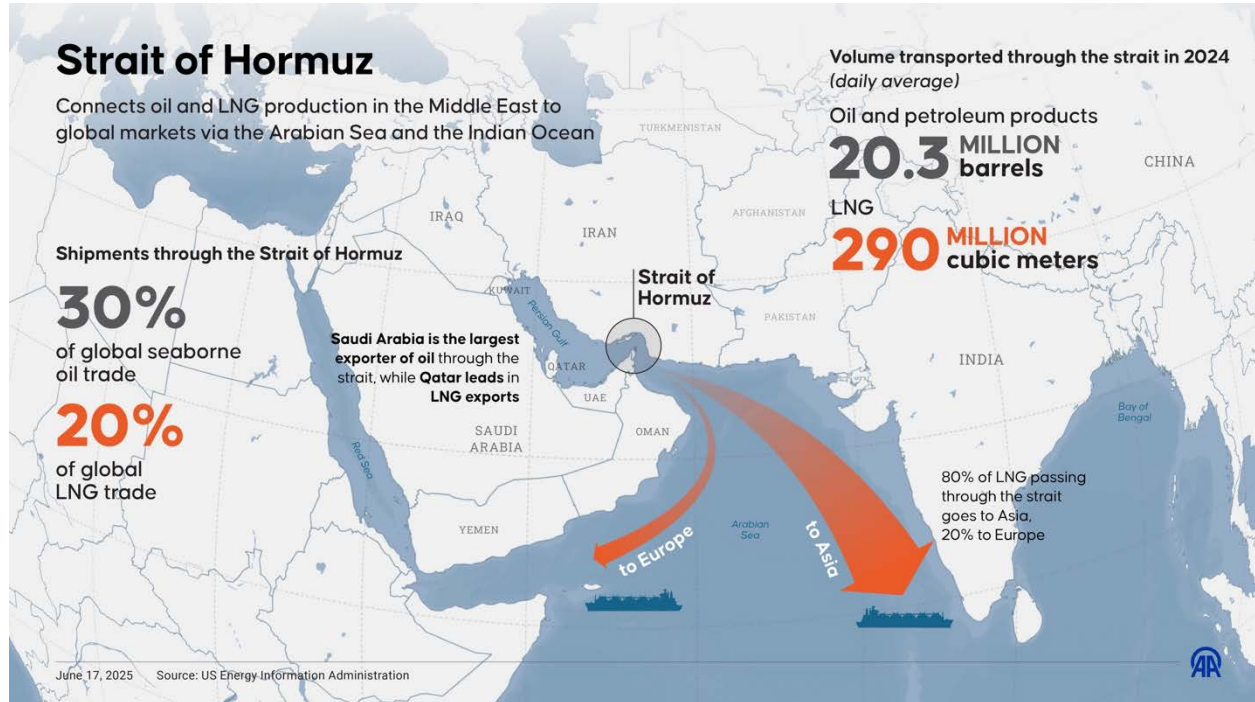 Strait of Hormuz
Connects oil and LNG production in the Middle East to
global markets via the Arabian Sea and the Indian Ocean
Volume transported through the strait in 2024
(daily average)
Oil and petroleum products
20.3 MILLION
barrels
LNG
290 MILLION
cubic meters
Shipments through the Strait of Hormuz
30%
of global seaborne
oil trade
20%
of global
LNG trade
Saudi Arabia is the largest
exporter of oil through the
strait, while Qatar leads in
LNG exports
Strait of
Hormuz
TURKMENISTAN
CHINA
IRAQ
IRAN
AFGHANISTAN
KUWAIT
Persian Gulf
PAKISTAN
QATAR
UAE
INDIA
SAUDI
ARABIA
OMAN
Red Sea
YEMEN
Bay of
Bengal
Arabian
Sea
to Europe
to Asia
80% of LNG passing
through the strait
goes to Asia,
20% to Europe
June 17, 2025 Source: US Energy Information Administration
AA